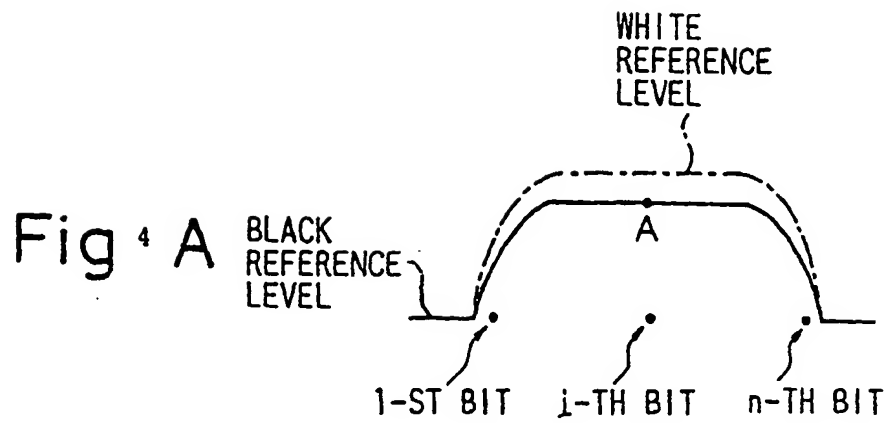 WHITE
REFERENCE
LEVEL
Fig 4 A
BLACK
REFERENCE
LEVEL
A
1-ST BIT
i-TH BIT
n-TH BIT